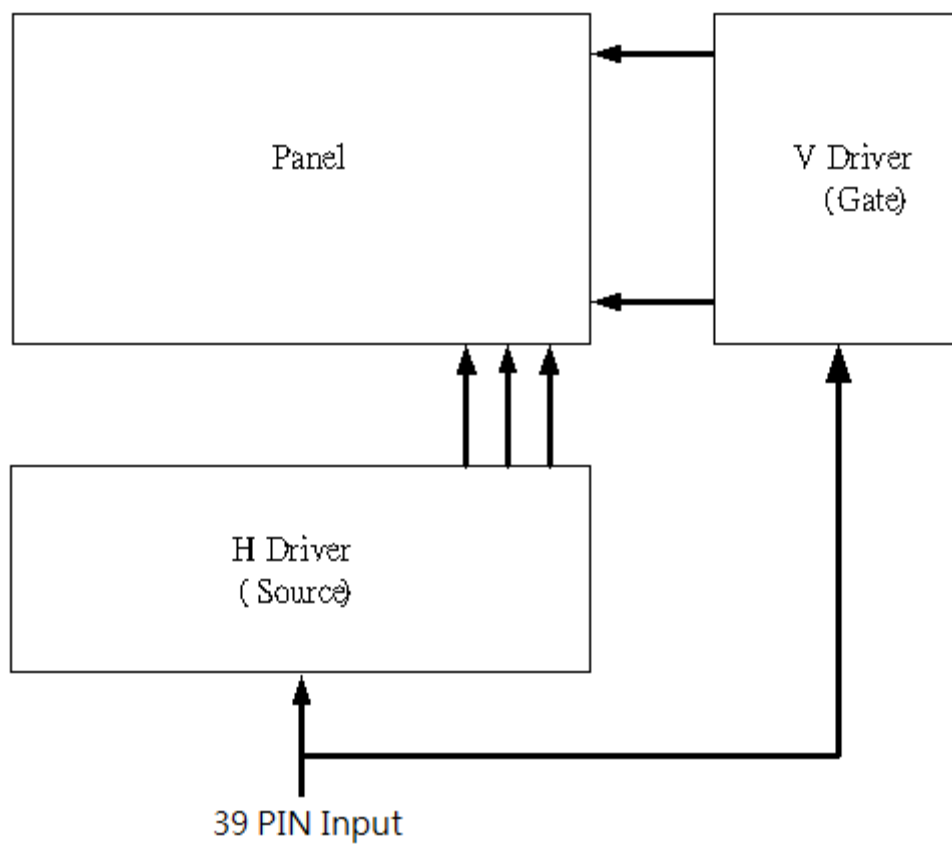 Panel
V Driver
(Gate)
H Driver
( Source)
39 PIN Input